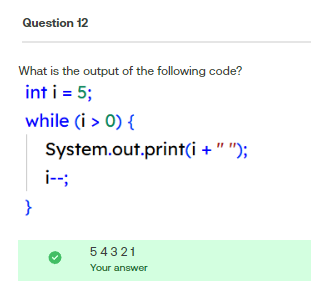 Question 12
What is the output of the following code?
int i = 5;
while (i > 0) {
System.out.print(i + " ");
i--;
}
5 4 3 2 1
Your answer